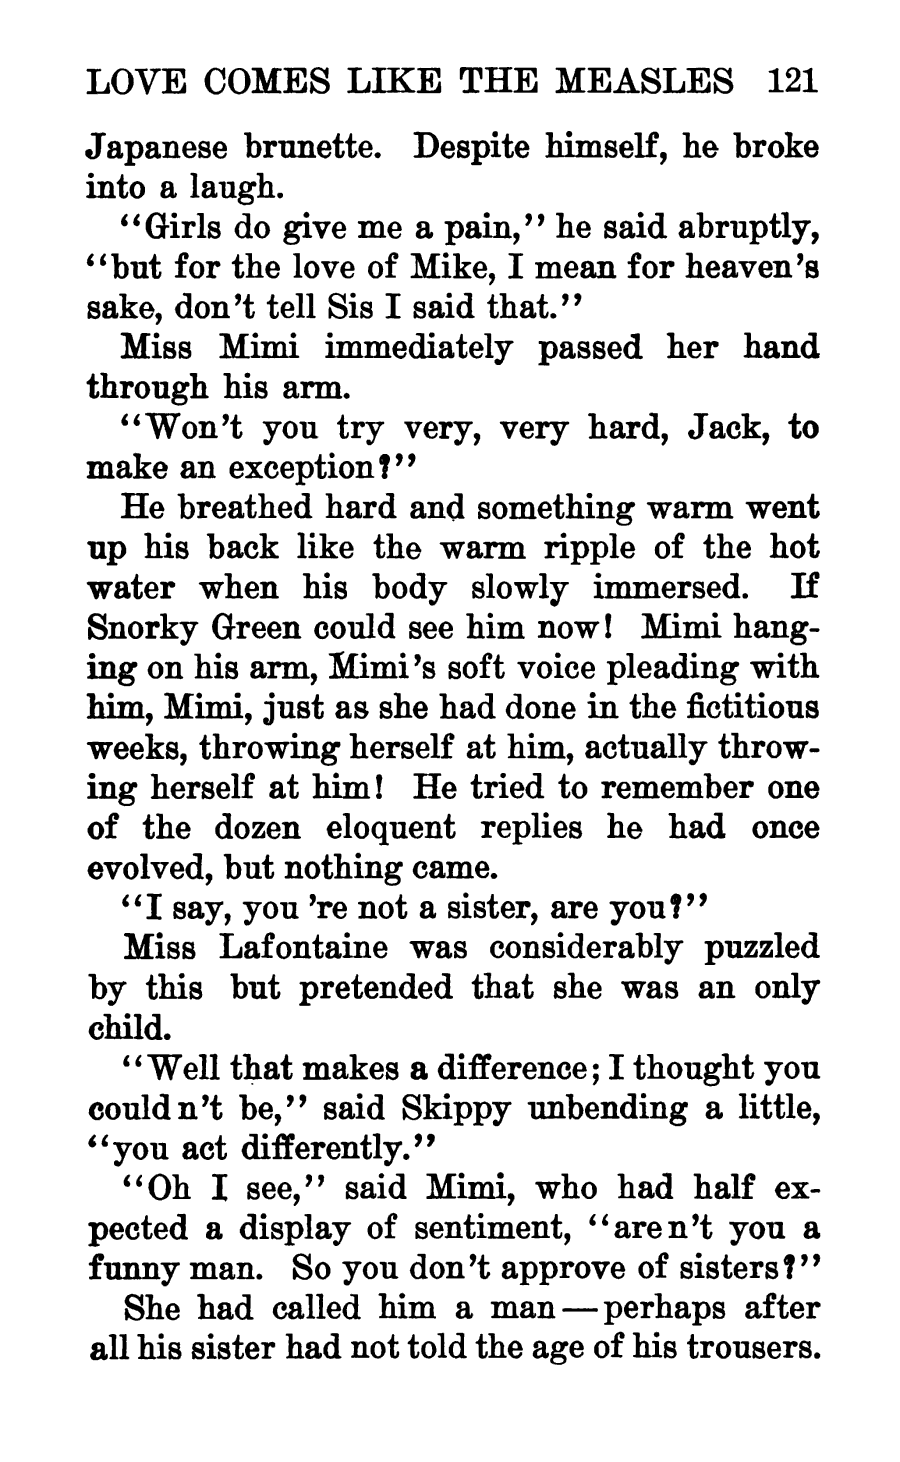 LOVE COMES LIKE THE MEASLES 121
Japanese brunette. Despite himself, he broke
into a laugh.
"Girls do give me a pain," he said abruptly,
"but for the love of Mike, I mean for heaven's
sake, don't tell Sis I said that."
Miss Mimi immediately passed her hand
through his arm.
"Won't you try very, very hard, Jack, to
make an exception?"
He breathed hard and something warm went
up his back like the warm ripple of the hot
water when his body slowly immersed. If
Snorky Green could see him now! Mimi hang-
ing on his arm, Mimi's soft voice pleading with
him, Mimi, just as she had done in the fictitious
weeks, throwing herself at him, actually throw-
ing herself at him! He tried to remember one
of the dozen eloquent replies he had once
evolved, but nothing came.
"I say, you 're not a sister, are you?"
Miss Lafontaine was considerably puzzled
by this but pretended that she was an only
child.
"Well that makes a difference; I thought you
could n't be," said Skippy unbending a little,
"you act differently."
"Oh I see," said Mimi, who had half ex-
pected a display of sentiment, "are n't you a
funny man. So you don't approve of sisters?"
She had called him a man—perhaps after
all his sister had not told the age of his trousers.